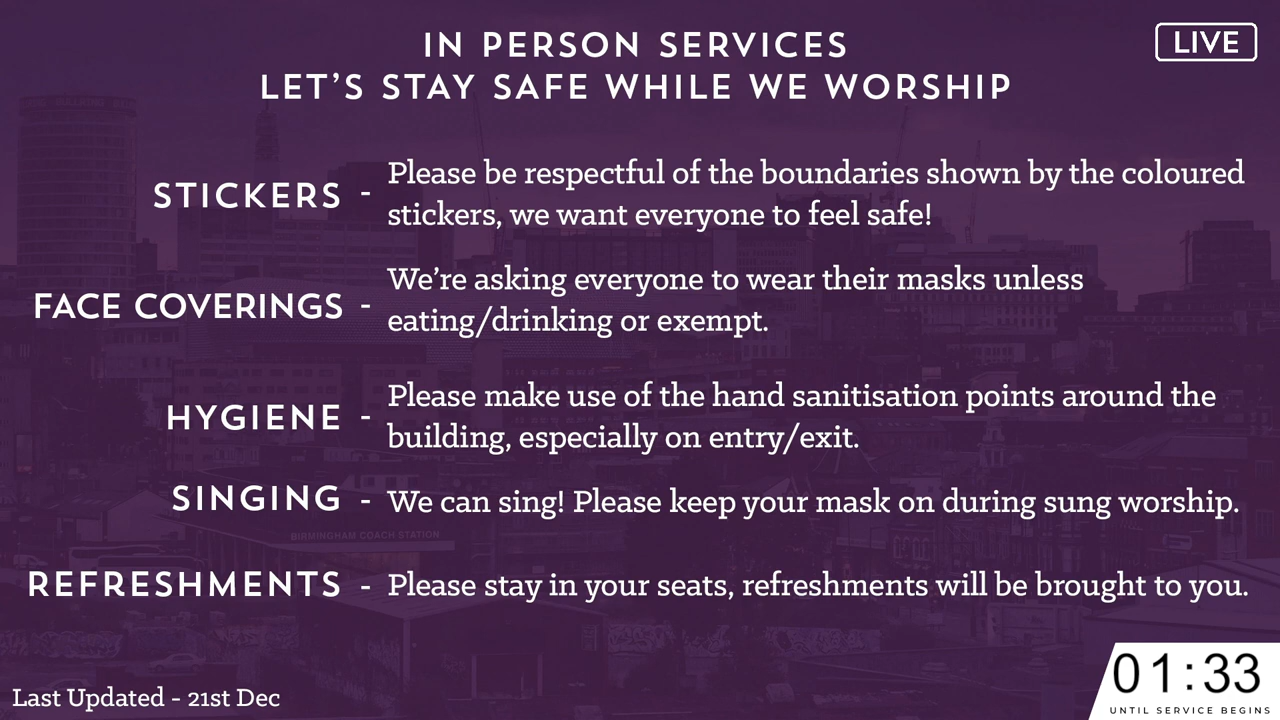 IN PERSON SERVICES
LET'S STAY SAFE WHILE WE WORSHIP
LIVE
STICKERS - Please be respectful of the boundaries shown by the coloured
stickers, we want everyone to feel safe!
FACE COVERINGS - We're asking everyone to wear their masks unless
eating/drinking or exempt.
HYGIENE - Please make use of the hand sanitisation points around the
building, especially on entry/exit.
SINGING - We can sing! Please keep your mask on during sung worship.
BIRMINGHAM COACH STATION
REFRESHMENTS - Please stay in your seats, refreshments will be brought to you.
Last Updated - 21st Dec
01:33
UNTIL SERVICE BEGINS